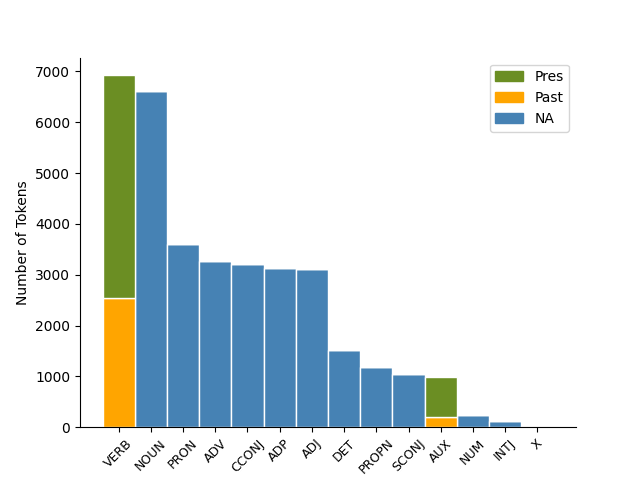 Pres
Past
NA
Number of Tokens
7000
6000
5000
4000
3000
2000
1000
0
VERB
NOUN
PRON
ADV
CCONJ
ADP
ADJ
DET
PROPN
SCONJ
AUX
NUM
INTJ
X